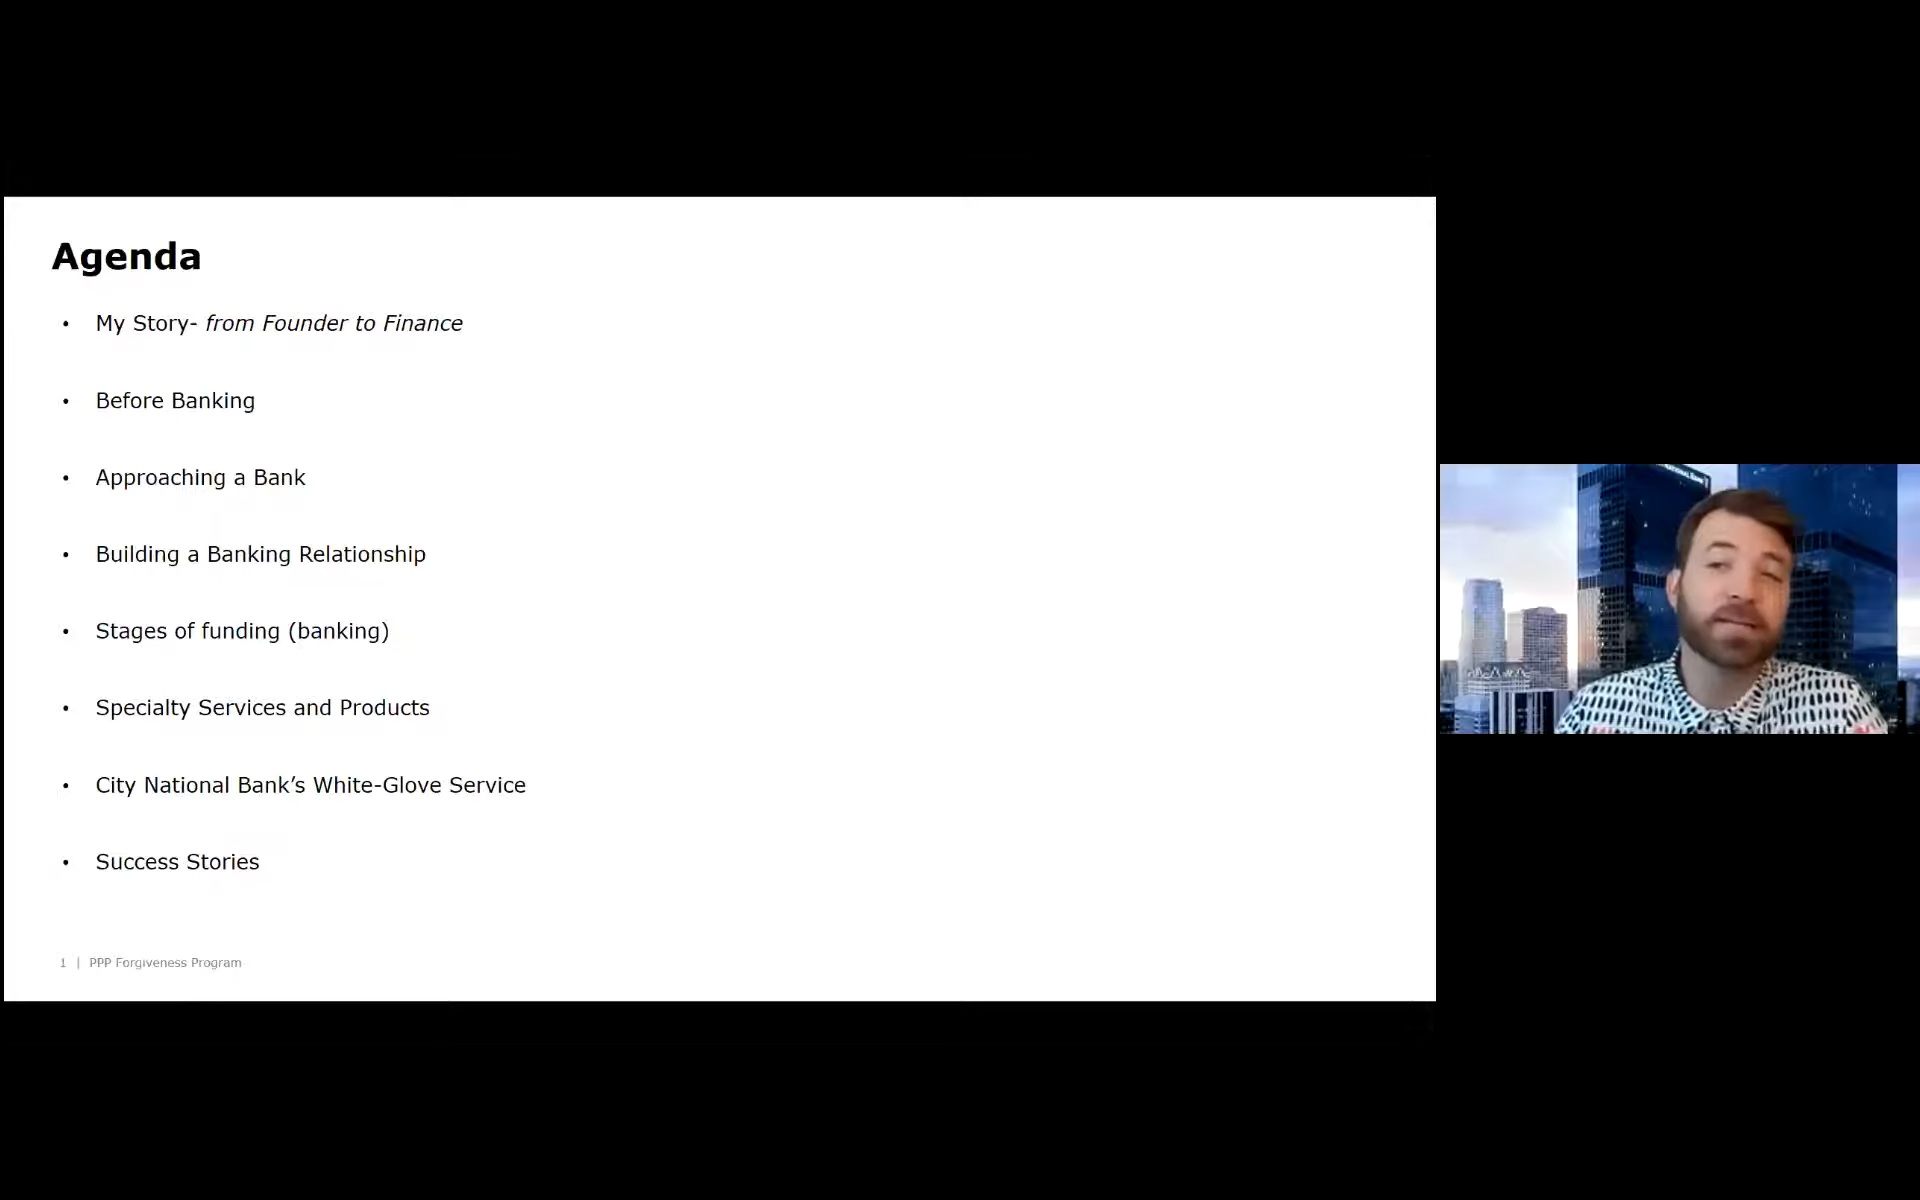 Agenda
• My Story- from Founder to Finance
• Before Banking
• Approaching a Bank
• Building a Banking Relationship
• Stages of funding (banking)
• Specialty Services and Products
• City National Bank’s White-Glove Service
• Success Stories
1 | PPP Forgiveness Program